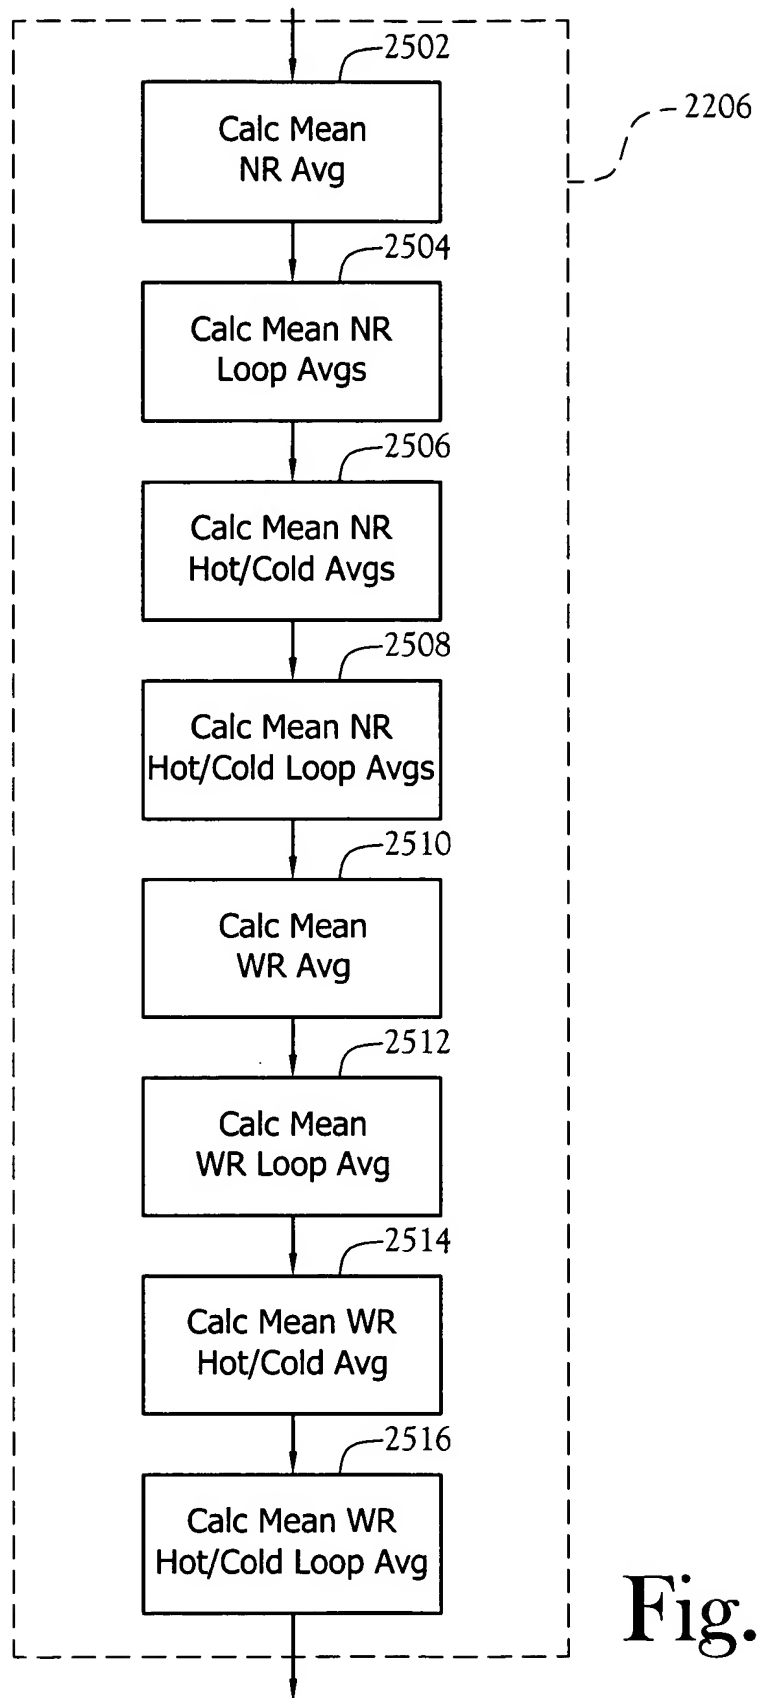 2502
Calc Mean
NR Avg
2206
2504
Calc Mean NR
Loop Avgs
2506
Calc Mean NR
Hot/Cold Avgs
2508
Calc Mean NR
Hot/Cold Loop Avgs
2510
Calc Mean
WR Avg
2512
Calc Mean
WR Loop Avg
2514
Calc Mean WR
Hot/Cold Avg
2516
Calc Mean WR
Hot/Cold Loop Avg
Fig.